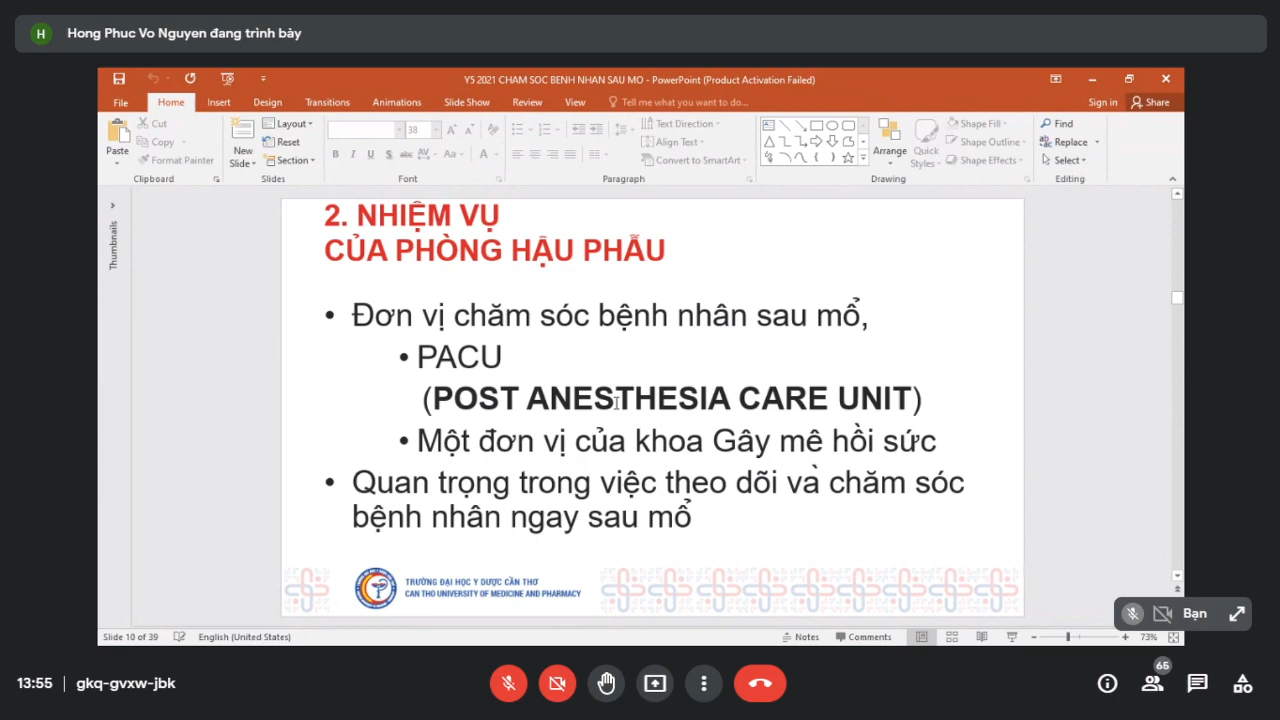 H Hong Phuc Vo Nguyen đang trình bày
Y5 2021 CHAM SOC BENH NHAN SAU MO - PowerPoint (Product Activation Failed)
File Home Insert Design Transitions Animations Slide Show Review View Tell me what you want to do... Sign in Share
Paste Cut Copy Format Painter
New Slide Layout Reset Section
38
B I U S abc AV Aa A
Text Direction
Align Text
Convert to SmartArt
Arrange Quick Styles
Shape Fill
Shape Outline
Shape Effects
Find
Replace
Select
Clipboard Slides Font Paragraph Drawing Editing
Thumbnails
2. NHIỆM VỤ
CỦA PHÒNG HẬU PHẪU
• Đơn vị chăm sóc bệnh nhân sau mổ,
• PACU
(POST ANESTHESIA CARE UNIT)
• Một đơn vị của khoa Gây mê hồi sức
• Quan trọng trong việc theo dõi và chăm sóc
bệnh nhân ngay sau mổ
TRƯỜNG ĐẠI HỌC Y DƯỢC CẦN THƠ
CAN THO UNIVERSITY OF MEDICINE AND PHARMACY
Bạn
Slide 10 of 39 English (United States) Notes Comments 73%
13:55 | gkq-gvxw-jbk
65